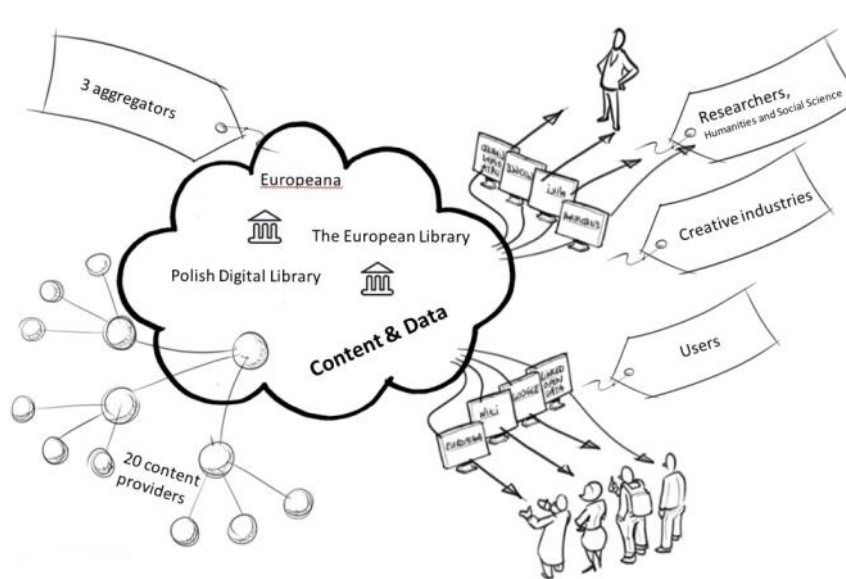 3 aggregators
Europeana
The European Library
Polish Digital Library
Content & Data
20 content
providers
Researchers,
Humanities and Social Science
Creative industries
Users
wiki
GOOGLE
LINKED
OPEN
DATA